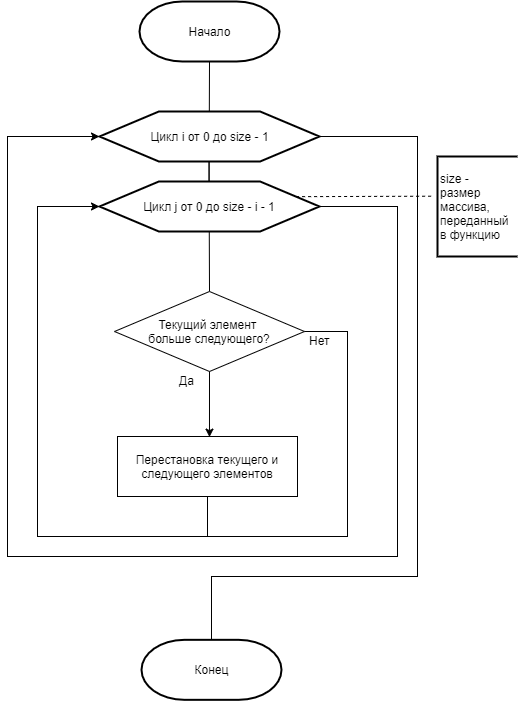 Начало
Цикл i от 0 до size - 1
Цикл j от 0 до size - i - 1
size -
размер
массива,
переданный
в функцию
Текущий элемент
больше следующего?
Нет
Да
Перестановка текущего и
следующего элементов
Конец